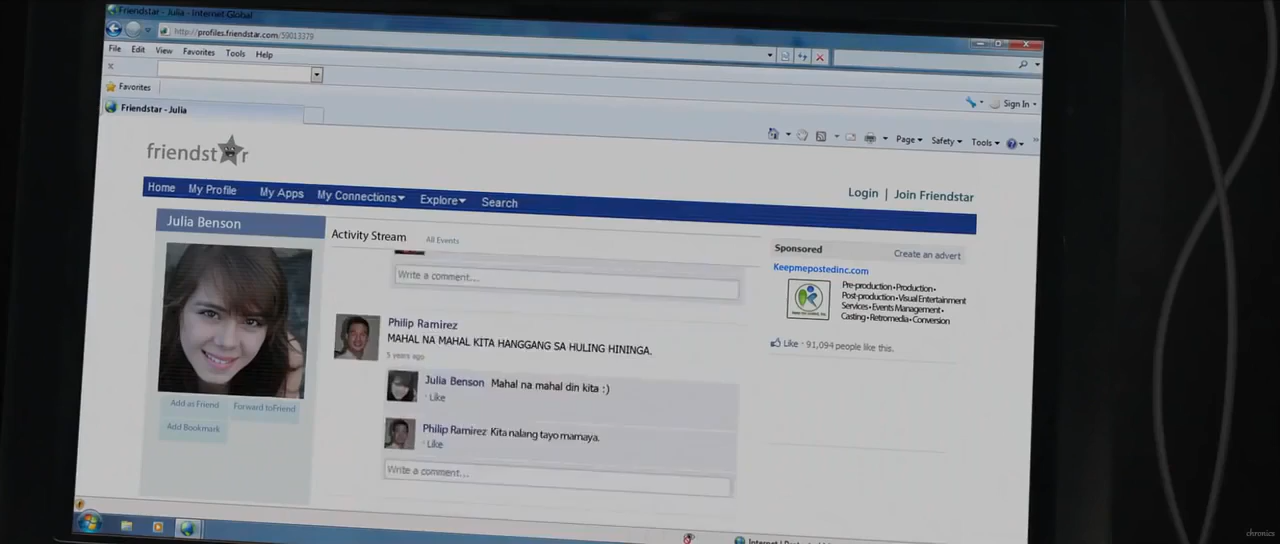 Friendstar - Julia - Internet Global
http://profiles.friendstar.com/59013379
File Edit View Favorites Tools Help
x
Favorites
Sign In
Friendstar - Julia
Page Safety Tools
friendst r
Login | Join Friendstar
Home My Profile My Apps My Connections Explore Search
Julia Benson
Add as Friend Forward toFriend
Add Bookmark
Activity Stream All Events
Write a comment...
Philip Ramirez
MAHAL NA MAHAL KITA HANGGANG SA HULING HININGA.
5 years ago
Julia Benson Mahal na mahal din kita :)
· Like
Philip Ramirez Kita nalang tayo mamaya.
· Like
Write a comment...
Sponsored Create an advert
Keepmepostedinc.com
Pre-production • Production •
Post-production • Visual Entertainment
Services • Events Management •
Casting • Retromedia • Conversion
Like · 91,094 people like this.
Internet |
chronics